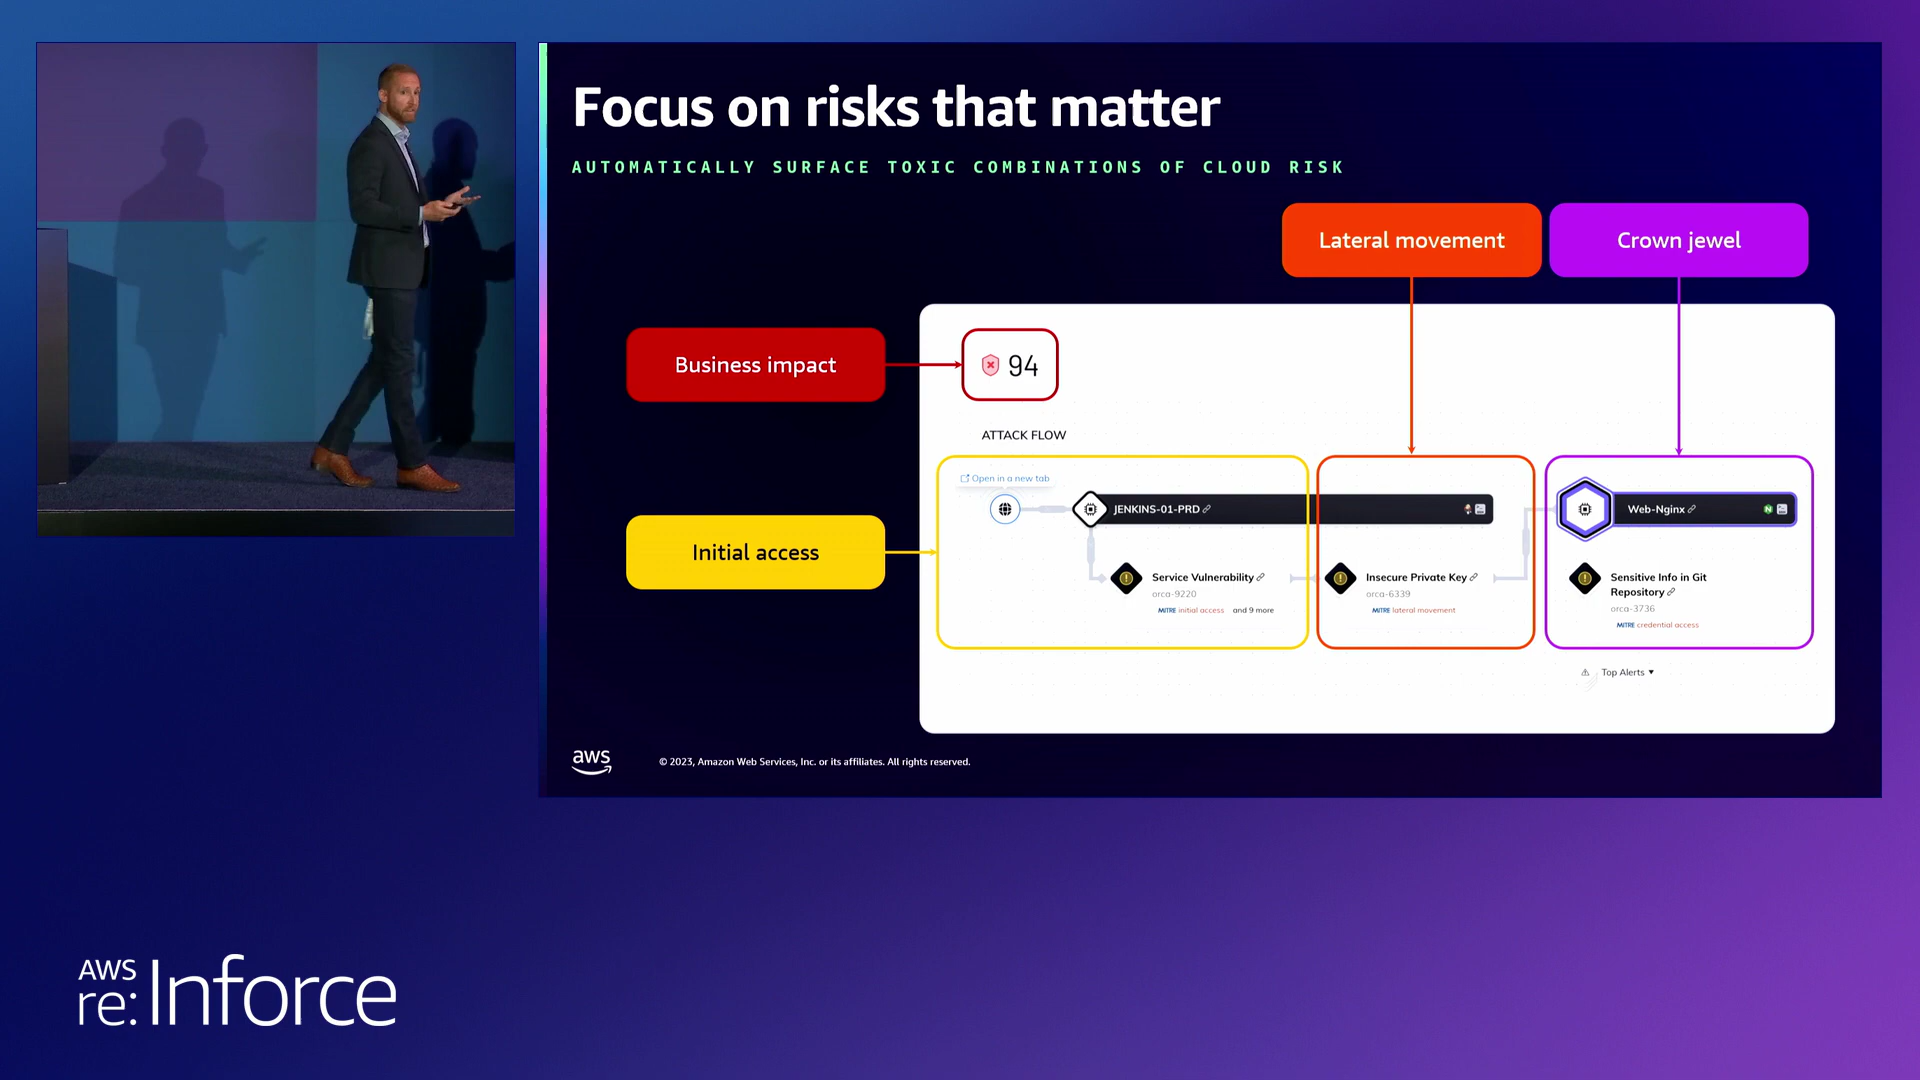 Focus on risks that matter
AUTOMATICALLY SURFACE TOXIC COMBINATIONS OF CLOUD RISK
Lateral movement
Crown jewel
Business impact
94
ATTACK FLOW
Open in a new tab
JENKINS-01-PRD
Web-Nginx
Initial access
Service Vulnerability
orca-9220
MITRE initial access and 9 more
Insecure Private Key
orca-6339
MITRE lateral movement
Sensitive Info in Git
Repository
orca-3736
MITRE credential access
Top Alerts
aws
© 2023, Amazon Web Services, Inc. or its affiliates. All rights reserved.
AWS
re:Inforce